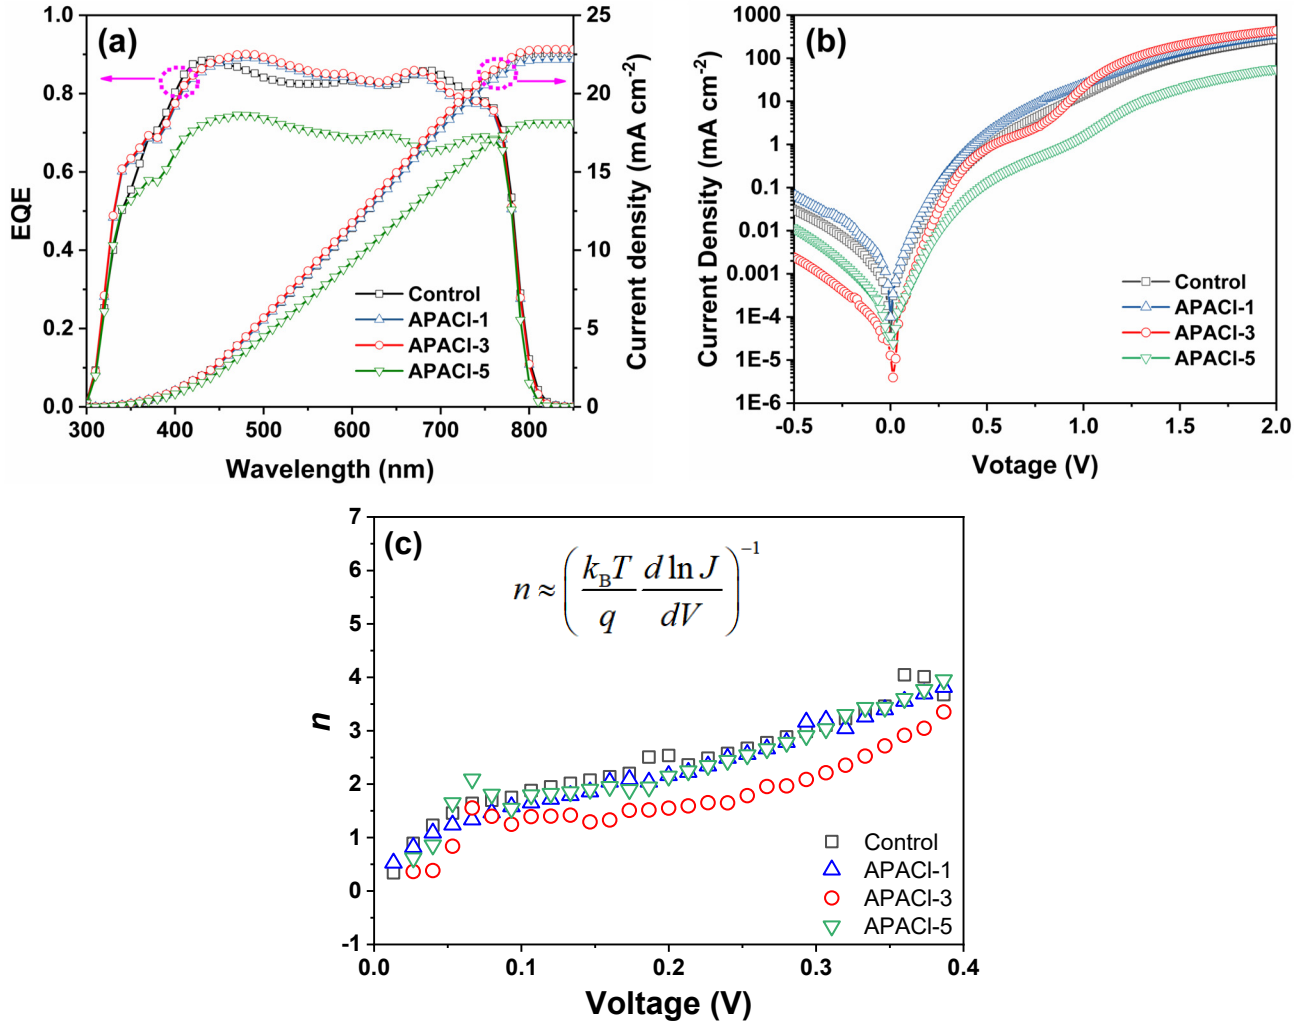 (a)
1.0
0.8
0.6
0.4
0.2
0.0
EQE
25
20
15
10
5
0
Current density (mA cm-2)
Control
APACl-1
APACl-3
APACl-5
300 400 500 600 700 800
Wavelength (nm)
(b)
1000
100
10
1
0.1
0.01
0.001
1E-4
1E-5
1E-6
Current Density (mA cm-2)
Control
APACl-1
APACl-3
APACl-5
-0.5 0.0 0.5 1.0 1.5 2.0
Votage (V)
(c)
n ≈ (kBT/q d ln J/dV)−1
7
6
5
4
3
2
1
0
-1
n
Control
APACl-1
APACl-3
APACl-5
0.0 0.1 0.2 0.3 0.4
Voltage (V)